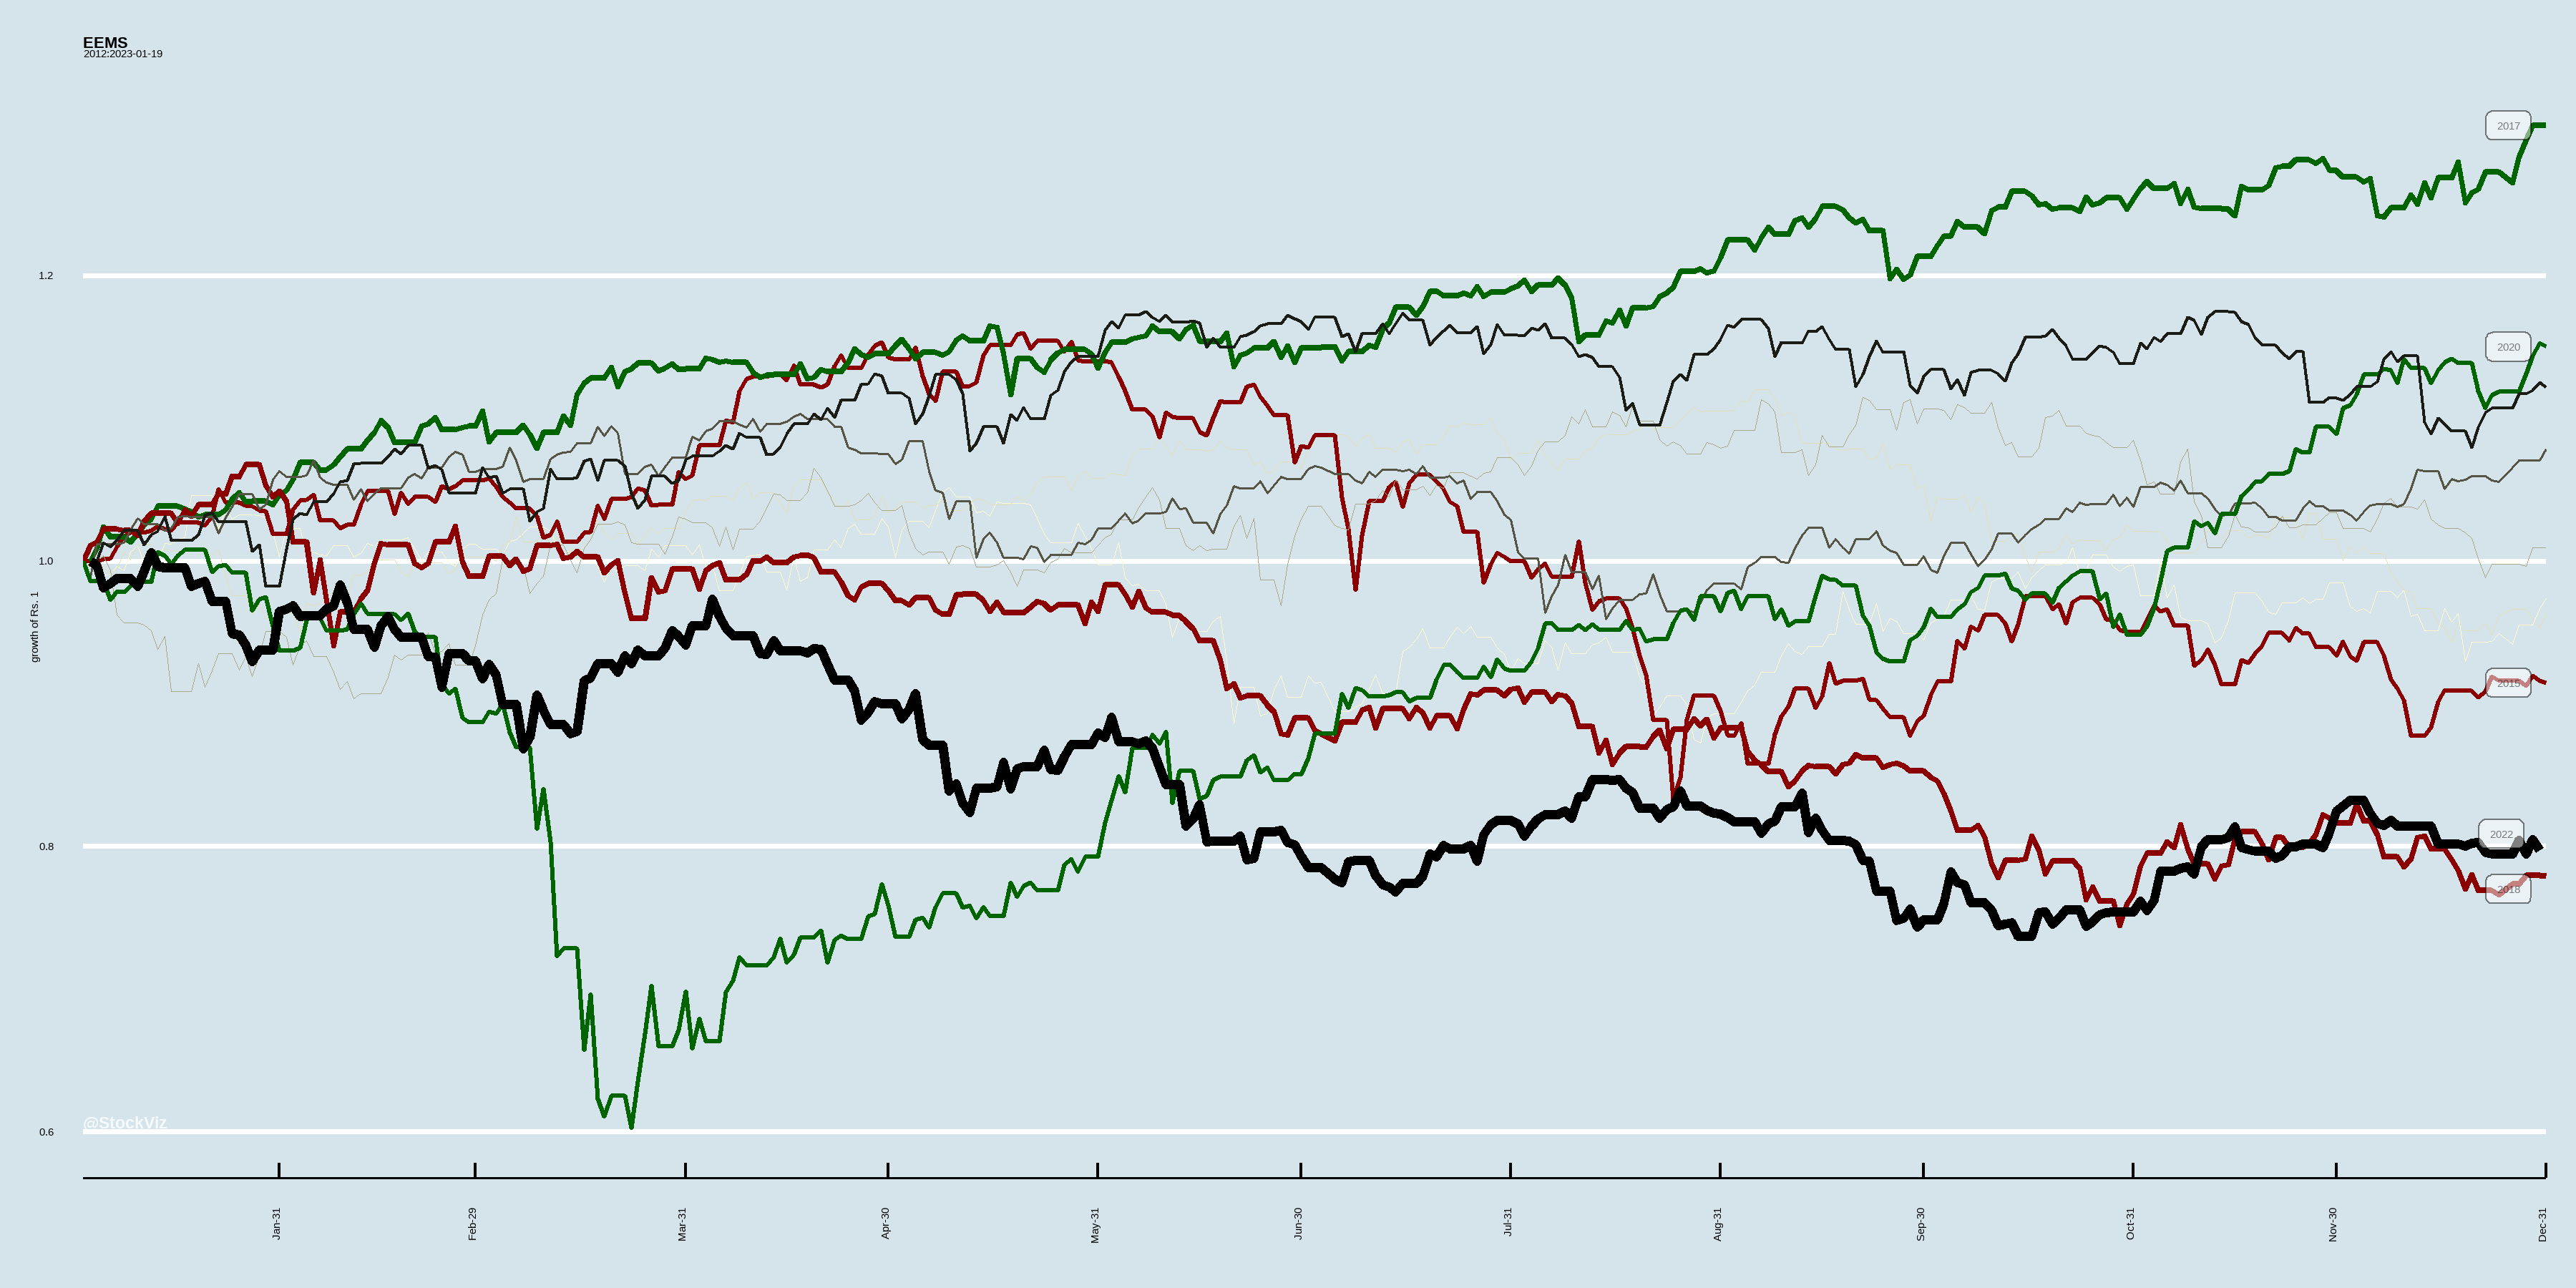 EEMS
2012:2023-01-19
2017
1.2
2020
1.0
growth of Rs. 1
2015
2022
0.8
2018
@StockViz
0.6
Jan-31
Feb-29
Mar-31
Apr-30
May-31
Jun-30
Jul-31
Aug-31
Sep-30
Oct-31
Nov-30
Dec-31